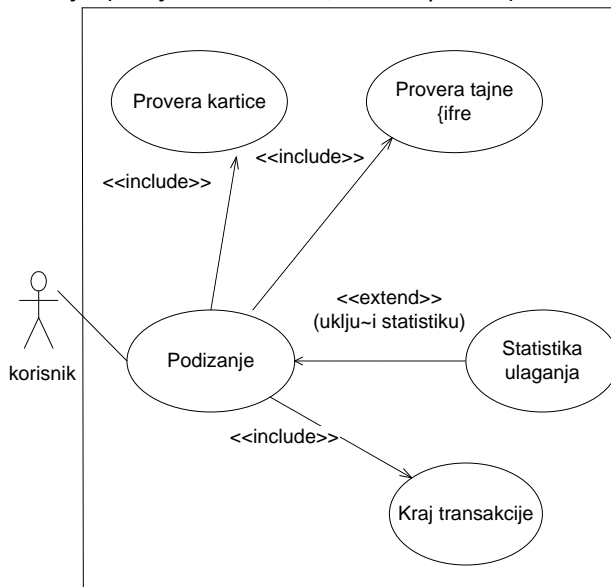 Provera kartice
Provera tajne
{ifre
<<include>>
<<include>>
<<extend>>
(uklju~i statistiku)
korisnik
Podizanje
Statistika
ulaganja
<<include>>
Kraj transakcije